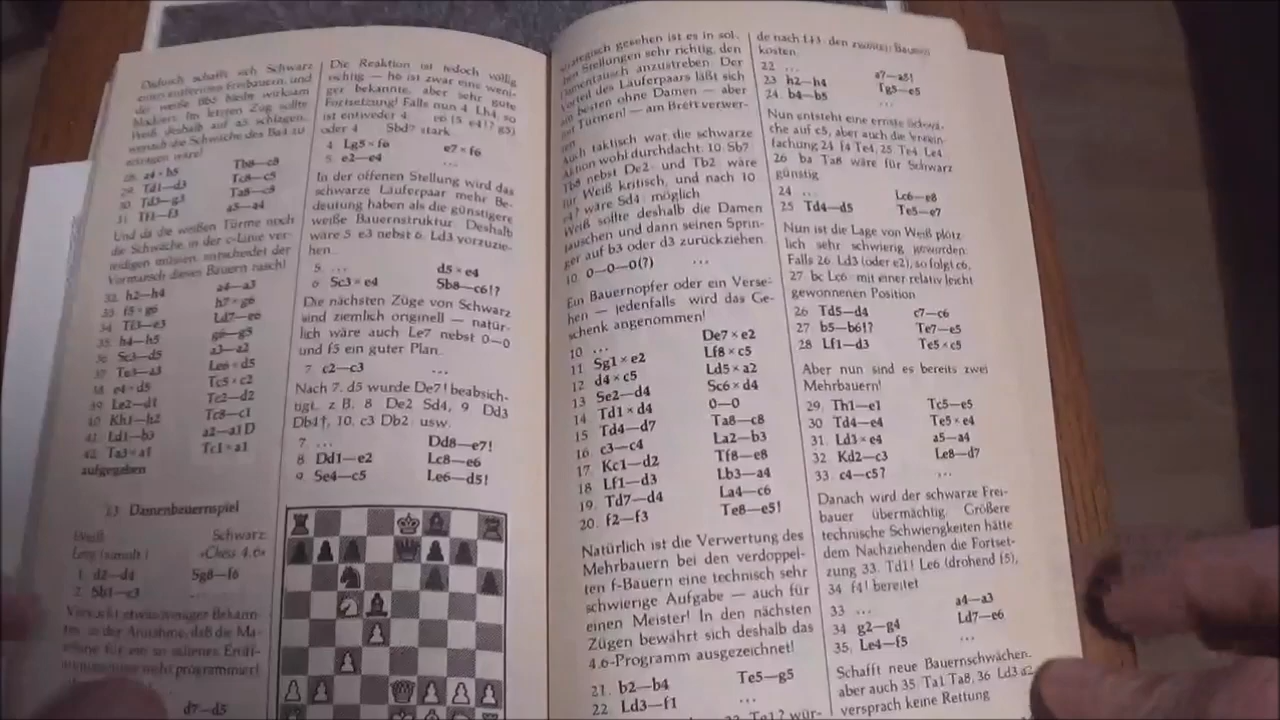 Dadurch schafft sich Schwarz
einen entfernten Freibauern, und
der weiße Bb5 bleibt wirksam
blockiert. Im letzten Zug sollte
Weiß deshalb auf a5 schlagen,
wonach die Schwäche des Ba4 zu
ertragen wäre!
28. a4×b5 Tb8—c8
29. Td1—d3 Tc8—c5
30. Td3—g3 Ta8—c8
31. Tf1—f3 a5—a4
Und da die weißen Türme noch
die Schwäche in der c-Linie ver-
teidigen müssen, entscheidet der
Vormarsch dieses Bauern rasch!
32. h2—h4 a4—a3
33. f5×g6 h7×g6
34. Tf3—e3 Ld7—e6
35. h4—h5 g6—g5
36. Sc3—d5 a3—a2
37. Te3—a3 Le6×d5
38. e4×d5 Tc5×c2
39. Le2—d1 Tc2—d2
40. Kh1—h2 Tc8—c1
41. Ld1—b3 a2—a1D
42. Ta3×a1 Tc1×a1
aufgegeben
13. Damenbauernspiel
Weiß Schwarz
Levy (simult.) «Chess 4.6»
1. d2—d4 Sg8—f6
2. Sb1—c3
Versucht etwas weniger Bekann-
tes, in der Annahme, daß die Ma-
schine für ein so seltenes Eröff-
nungssystem nicht programmiert
d7—d5
Die Reaktion ist jedoch völlig
richtig — h6 ist zwar eine weni-
ger bekannte, aber sehr gute
Fortsetzung! Falls nun 4. Lh4, so
ist entweder 4. ... e6 (5. e4!? g5)
oder 4. ... Sbd7 stark.
4. Lg5×f6 e7×f6
5. e2—e4 ...
In der offenen Stellung wird das
schwarze Läuferpaar mehr Be-
deutung haben als die günstigere
weiße Bauernstruktur. Deshalb
wäre 5. e3 nebst 6. Ld3 vorzuzie-
hen.
5. ... d5×e4
6. Sc3×e4 Sb8—c6!?
Die nächsten Züge von Schwarz
sind ziemlich originell — natür-
lich wäre auch Le7 nebst 0—0
und f5 ein guter Plan.
7. c2—c3 ...
Nach 7. d5 wurde De7! beabsich-
tigt, z. B. 8. De2 Sd4, 9. Dd3
Db4†, 10. c3 Db2: usw.
7. ... Dd8—e7!
8. Dd1—e2 Lc8—e6
9. Se4—c5 Le6—d5!
strategisch gesehen ist es in sol-
chen Stellungen sehr richtig, den
Damentausch anzustreben. Der
Vorteil des Läuferpaars läßt sich
am besten ohne Damen — aber
mit Türmen! — am Brett verwer-
ten.
Auch taktisch war die schwarze
Aktion wohl durchdacht: 10. Sb7:
Tb8 nebst De2: und Tb2: wäre
für Weiß kritisch, und nach 10.
c4? wäre Sd4: möglich.
Weiß sollte deshalb die Damen
tauschen und dann seinen Sprin-
ger auf b3 oder d3 zurückziehen.
10. 0—0—0(?) ...
Ein Bauernopfer oder ein Verse-
hen — jedenfalls wird das Ge-
schenk angenommen!
10. ... De7×e2
11. Sg1×e2 Lf8×c5
12. d4×c5 Ld5×a2
13. Se2—d4 Sc6×d4
14. Td1×d4 0—0
15. Td4—d7 Ta8—c8
16. c3—c4 La2—b3
17. Kc1—d2 Tf8—e8
18. Lf1—d3 Lb3—a4
19. Td7—d4 La4—c6
20. f2—f3 Te8—e5!
Natürlich ist die Verwertung des
Mehrbauern bei den verdoppel-
ten f-Bauern eine technisch sehr
schwierige Aufgabe — auch für
einen Meister! In den nächsten
Zügen bewährt sich deshalb das
4.6-Programm ausgezeichnet!
21. b2—b4 Te5—g5
22. Ld3—f1 ...
22. Te1? wür-
de nach Lf3: den zweiten Bauern
kosten.
22. ... a7—a5!
23. h2—h4 Tg5—e5
24. b4—b5 ...
Nun entsteht eine ernste Schwä-
che auf c5, aber auch die Verein-
fachung 24. f4 Te4, 25. Te4: Le4:
26. ba Ta8 wäre für Schwarz
günstig.
24. ... Lc6—e8
25. Td4—d5 Te5—e7
Nun ist die Lage von Weiß plötz-
lich sehr schwierig geworden.
Falls 26. Ld3 (oder e2), so folgt c6,
27. bc Lc6: mit einer relativ leicht
gewonnenen Position.
26. Td5—d4 c7—c6
27. b5—b6!? Te7—e5
28. Lf1—d3 Te5×c5
Aber nun sind es bereits zwei
Mehrbauern!
29. Th1—e1 Tc5—e5
30. Td4—e4 Te5×e4
31. Ld3×e4 a5—a4
32. Kd2—c3 Le8—d7
33. c4—c5? ...
Danach wird der schwarze Frei-
bauer übermächtig. Größere
technische Schwierigkeiten hätte
dem Nachziehenden die Fortset-
zung 33. Td1! Le6 (drohend f5),
34. f4! bereitet.
33. ... a4—a3
34. g2—g4 Ld7—e6
35. Le4—f5 ...
Schafft neue Bauernschwächen,
aber auch 35. Ta1 Ta8, 36. Ld3 a2
versprach keine Rettung